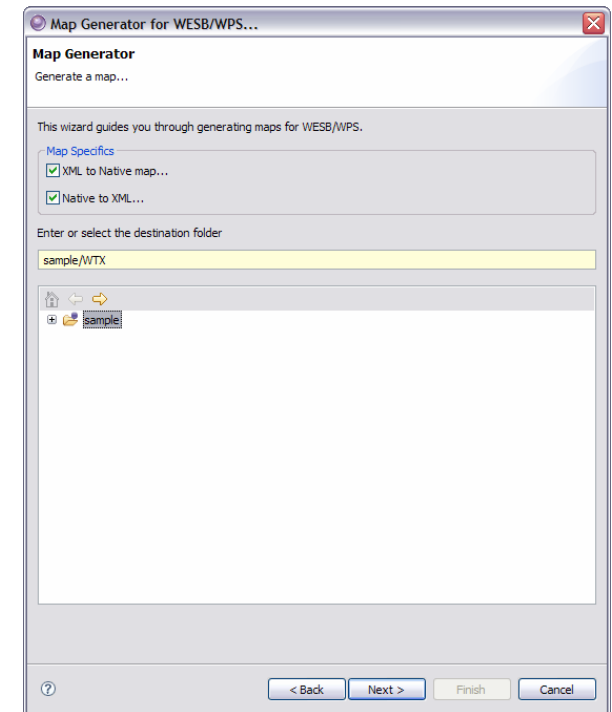 Map Generator for WESB/WPS...
Map Generator
Generate a map...
This wizard guides you through generating maps for WESB/WPS.
Map Specifics
XML to Native map...
Native to XML...
Enter or select the destination folder
sample/WTX
sample
< Back Next > Finish Cancel